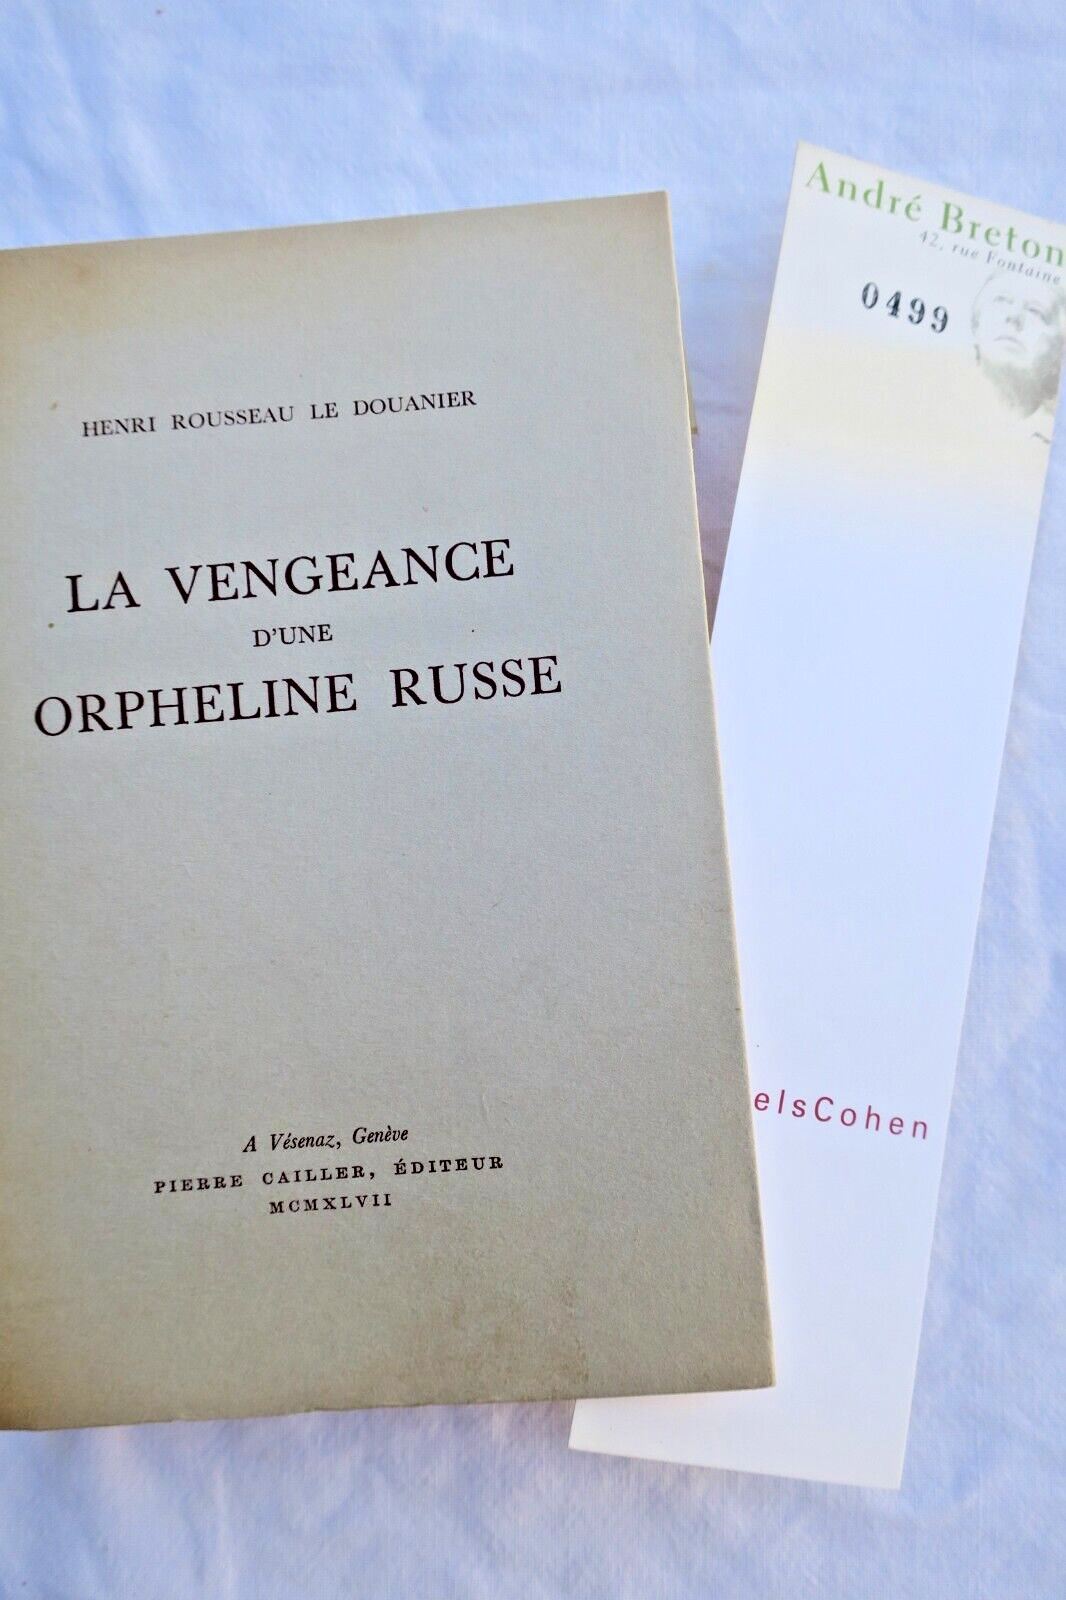 HENRI ROUSSEAU LE DOUANIER
LA VENGEANCE
D'UNE
ORPHELINE RUSSE
A Vésenaz, Genève
PIERRE CAILLER, ÉDITEUR
MCMXLVII
André Breton
42, rue Fontaine
0499
elsCohen